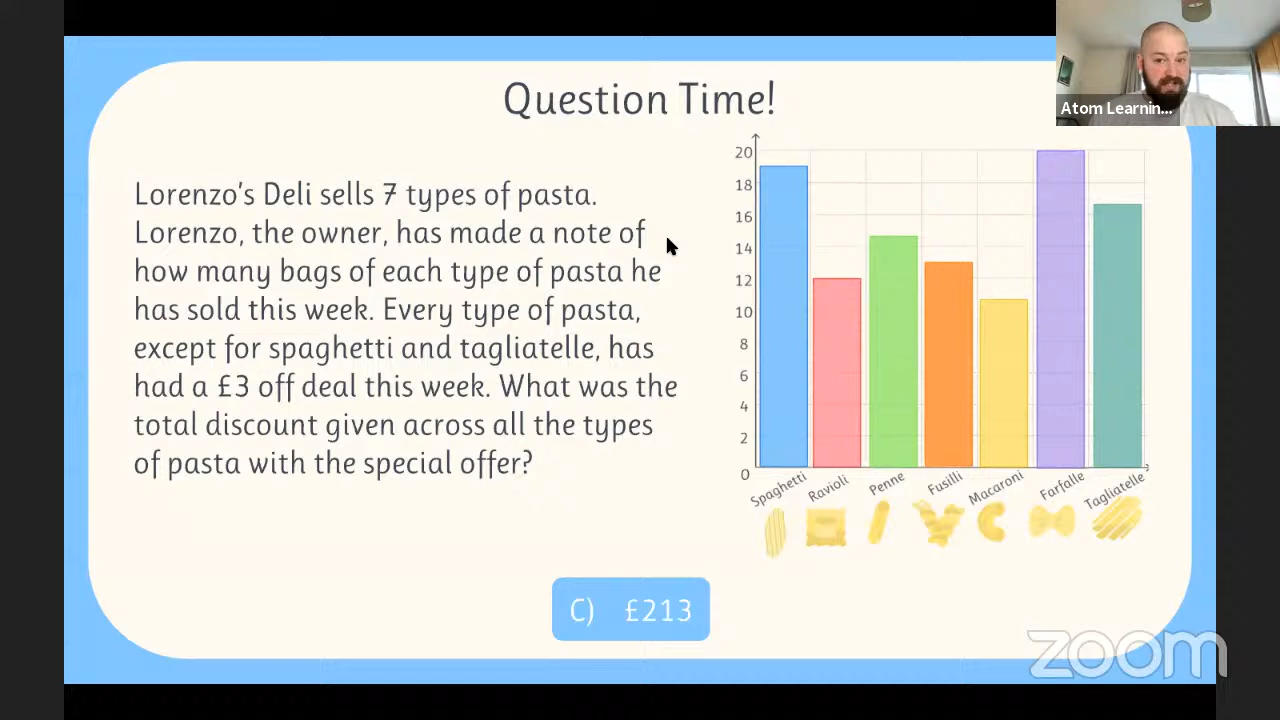 Question Time!
Atom Learnin...
Lorenzo's Deli sells 7 types of pasta.
Lorenzo, the owner, has made a note of
how many bags of each type of pasta he
has sold this week. Every type of pasta,
except for spaghetti and tagliatelle, has
had a £3 off deal this week. What was the
total discount given across all the types
of pasta with the special offer?
20
18
16
14
12
10
8
6
4
2
0
Spaghetti
Ravioli
Penne
Fusilli
Macaroni
Farfalle
Tagliatelle
C) £213
zoom